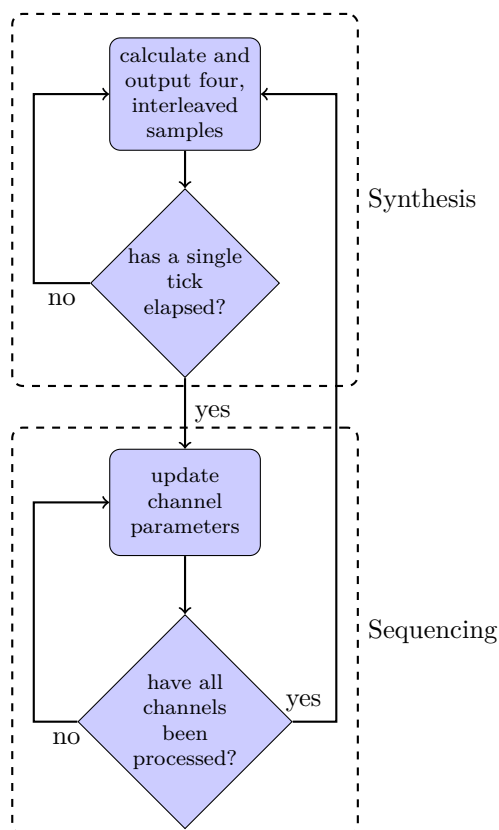 calculate and
output four,
interleaved
samples
Synthesis
has a single
tick
elapsed?
no
yes
update
channel
parameters
Sequencing
have all
channels
been
processed?
yes
no